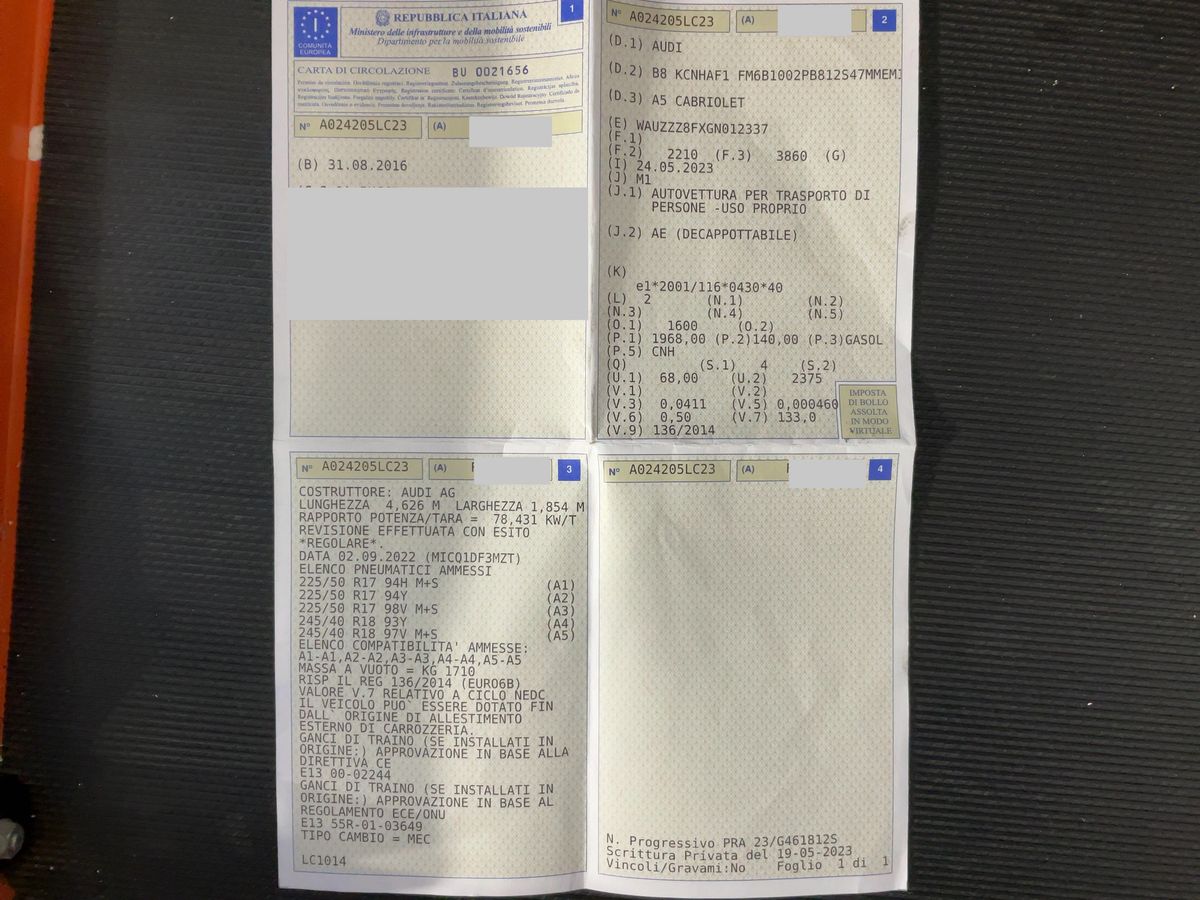 1
REPUBBLICA ITALIANA
Ministero delle infrastrutture e della mobilità sostenibili
Dipartimento per la mobilità sostenibile
I
COMUNITÀ
EUROPEA
CARTA DI CIRCOLAZIONE BU 0021656
N° A024205LC23 (A)
(B) 31.08.2016
N° A024205LC23 (A) 2
(D.1) AUDI
(D.2) B8 KCNHAF1 FM6B1002PB812S47MMEM1
(D.3) A5 CABRIOLET
(E) WAUZZZ8FXGN012337
(F.1)
(F.2) 2210 (F.3) 3860 (G)
(I) 24.05.2023
(J) M1
(J.1) AUTOVETTURA PER TRASPORTO DI
PERSONE -USO PROPRIO
(J.2) AE (DECAPPOTTABILE)
(K)
e1*2001/116*0430*40
(L) 2 (N.1) (N.2)
(N.3) (N.4) (N.5)
(O.1) 1600 (O.2)
(P.1) 1968,00 (P.2)140,00 (P.3)GASOL
(P.5) CNH
(Q) (S.1) 4 (S.2)
(U.1) 68,00 (U.2) 2375
(V.1) (V.2)
(V.3) 0,0411 (V.5) 0,000460
(V.6) 0,50 (V.7) 133,0
(V.9) 136/2014
IMPOSTA
DI BOLLO
ASSOLTA
IN MODO
VIRTUALE
N° A024205LC23 (A) 3
COSTRUTTORE: AUDI AG
LUNGHEZZA 4,626 M LARGHEZZA 1,854 M
RAPPORTO POTENZA/TARA = 78,431 KW/T
REVISIONE EFFETTUATA CON ESITO
*REGOLARE*.
DATA 02.09.2022 (MICQ1DF3MZT)
ELENCO PNEUMATICI AMMESSI
225/50 R17 94H M+S (A1)
225/50 R17 94Y (A2)
225/50 R17 98V M+S (A3)
245/40 R18 93Y (A4)
245/40 R18 97V M+S (A5)
ELENCO COMPATIBILITA' AMMESSE:
A1-A1,A2-A2,A3-A3,A4-A4,A5-A5
MASSA A VUOTO = KG 1710
RISP IL REG 136/2014 (EURO6B)
VALORE V.7 RELATIVO A CICLO NEDC
IL VEICOLO PUO` ESSERE DOTATO FIN
DALL` ORIGINE DI ALLESTIMENTO
ESTERNO DI CARROZZERIA.
GANCI DI TRAINO (SE INSTALLATI IN
ORIGINE:) APPROVAZIONE IN BASE ALLA
DIRETTIVA CE
E13 00-02244
GANCI DI TRAINO (SE INSTALLATI IN
ORIGINE:) APPROVAZIONE IN BASE AL
REGOLAMENTO ECE/ONU
E13 55R-01-03649
TIPO CAMBIO = MEC
LC1014
N° A024205LC23 (A) 4
N. Progressivo PRA 23/G461812S
Scrittura Privata del 19-05-2023
Vincoli/Gravami:No Foglio 1 di 1